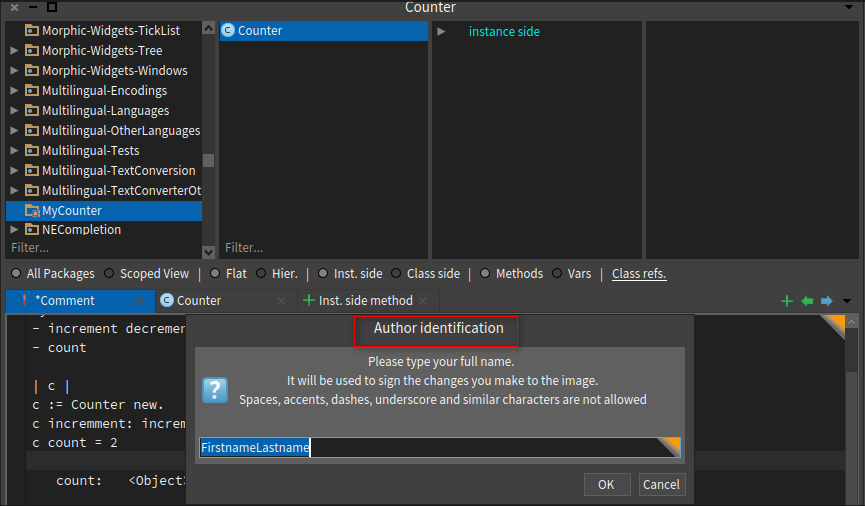 Counter
Morphic-Widgets-TickList
Morphic-Widgets-Tree
Morphic-Widgets-Windows
Multilingual-Encodings
Multilingual-Languages
Multilingual-OtherLanguages
Multilingual-Tests
Multilingual-TextConversion
Multilingual-TextConverterOt
MyCounter
NECompletion
Filter...
C Counter
Filter...
instance side
All Packages Scoped View | Flat Hier. | Inst. side Class side | Methods Vars | Class refs.
! *Comment C Counter + Inst. side method
- increment decremen
- count
| c |
c := Counter new.
c incremment: increm
c count = 2
count: <Object>
Author identification
Please type your full name.
It will be used to sign the changes you make to the image.
Spaces, accents, dashes, underscore and similar characters are not allowed
?
FirstnameLastname
OK Cancel